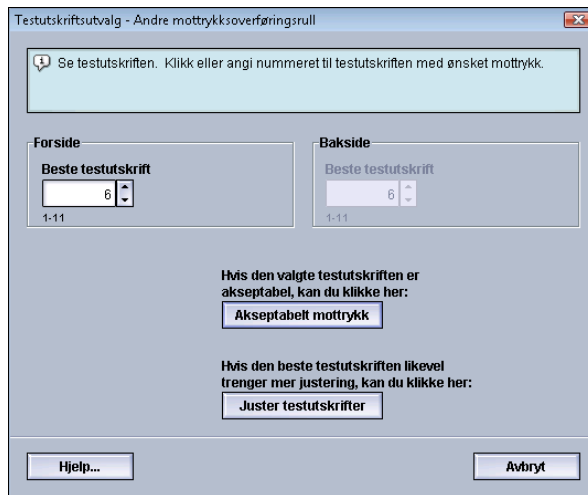 Testutskriftsutvalg - Andre mottrykksoverføringsrull
Se testutskriften. Klikk eller angi nummeret til testutskriften med ønsket mottrykk.
Forside
Beste testutskrift
6
1-11
Bakside
Beste testutskrift
6
1-11
Hvis den valgte testutskriften er
akseptabel, kan du klikke her:
Akseptabelt mottrykk
Hvis den beste testutskriften likevel
trenger mer justering, kan du klikke her:
Juster testutskrifter
Hjelp...
Avbryt